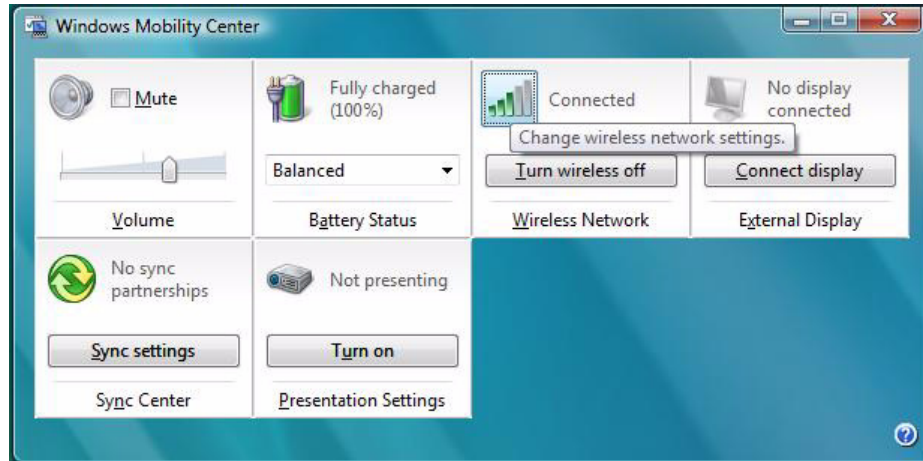 Windows Mobility Center
Mute
Volume
Fully charged
(100%)
Balanced
Battery Status
Connected
Change wireless network settings.
Turn wireless off
Wireless Network
No display
connected
Connect display
External Display
No sync
partnerships
Sync settings
Sync Center
Not presenting
Turn on
Presentation Settings